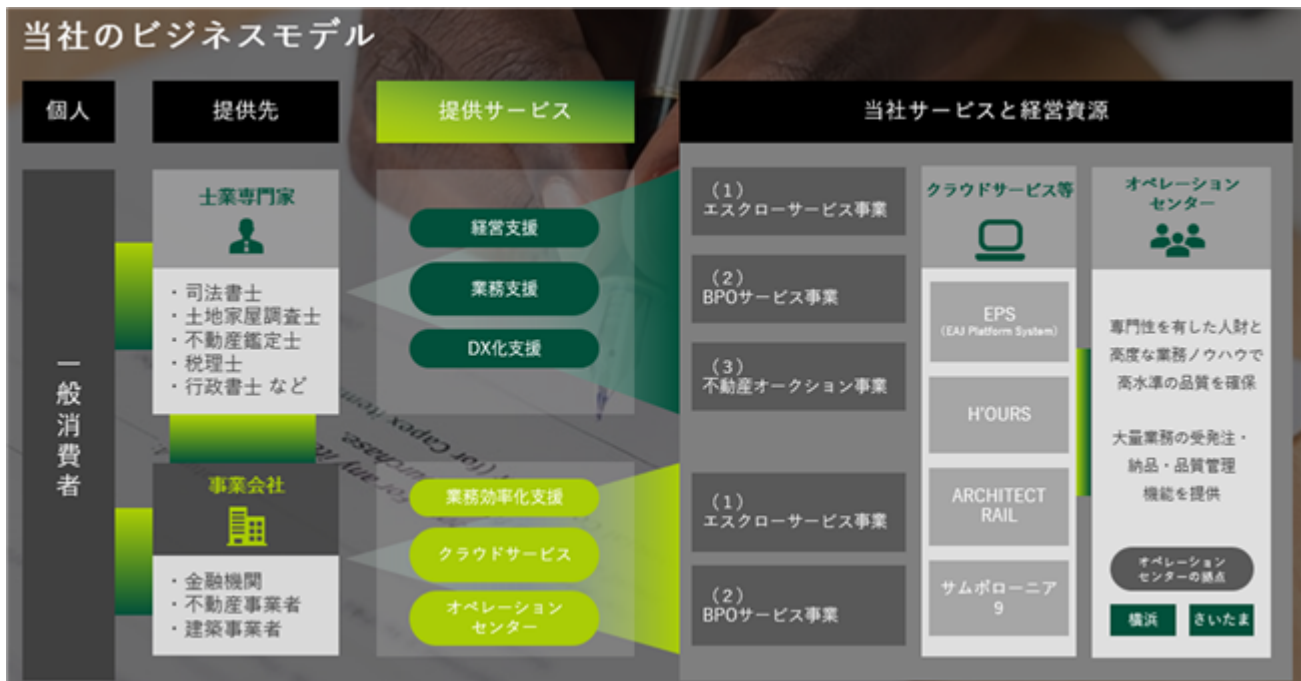 当社のビジネスモデル
個人
提供先
提供サービス
当社サービスと経営資源
一般消費者
士業専門家
・司法書士
・土地家屋調査士
・不動産鑑定士
・税理士
・行政書士 など
事業会社
・金融機関
・不動産事業者
・建築事業者
経営支援
業務支援
DX化支援
業務効率化支援
クラウドサービス
オペレーション
センター
(for Capex item
(1)
エスクローサービス事業
(2)
BPOサービス事業
(3)
不動産オークション事業
(1)
エスクローサービス事業
(2)
BPOサービス事業
クラウドサービス等
EPS
(EAJ Platform System)
H'OURS
ARCHITECT
RAIL
サムポローニア
9
オペレーション
センター
専門性を有した人財と
高度な業務ノウハウで
高水準の品質を確保
大量業務の受発注・
納品・品質管理
機能を提供
オペレーション
センターの拠点
横浜
さいたま